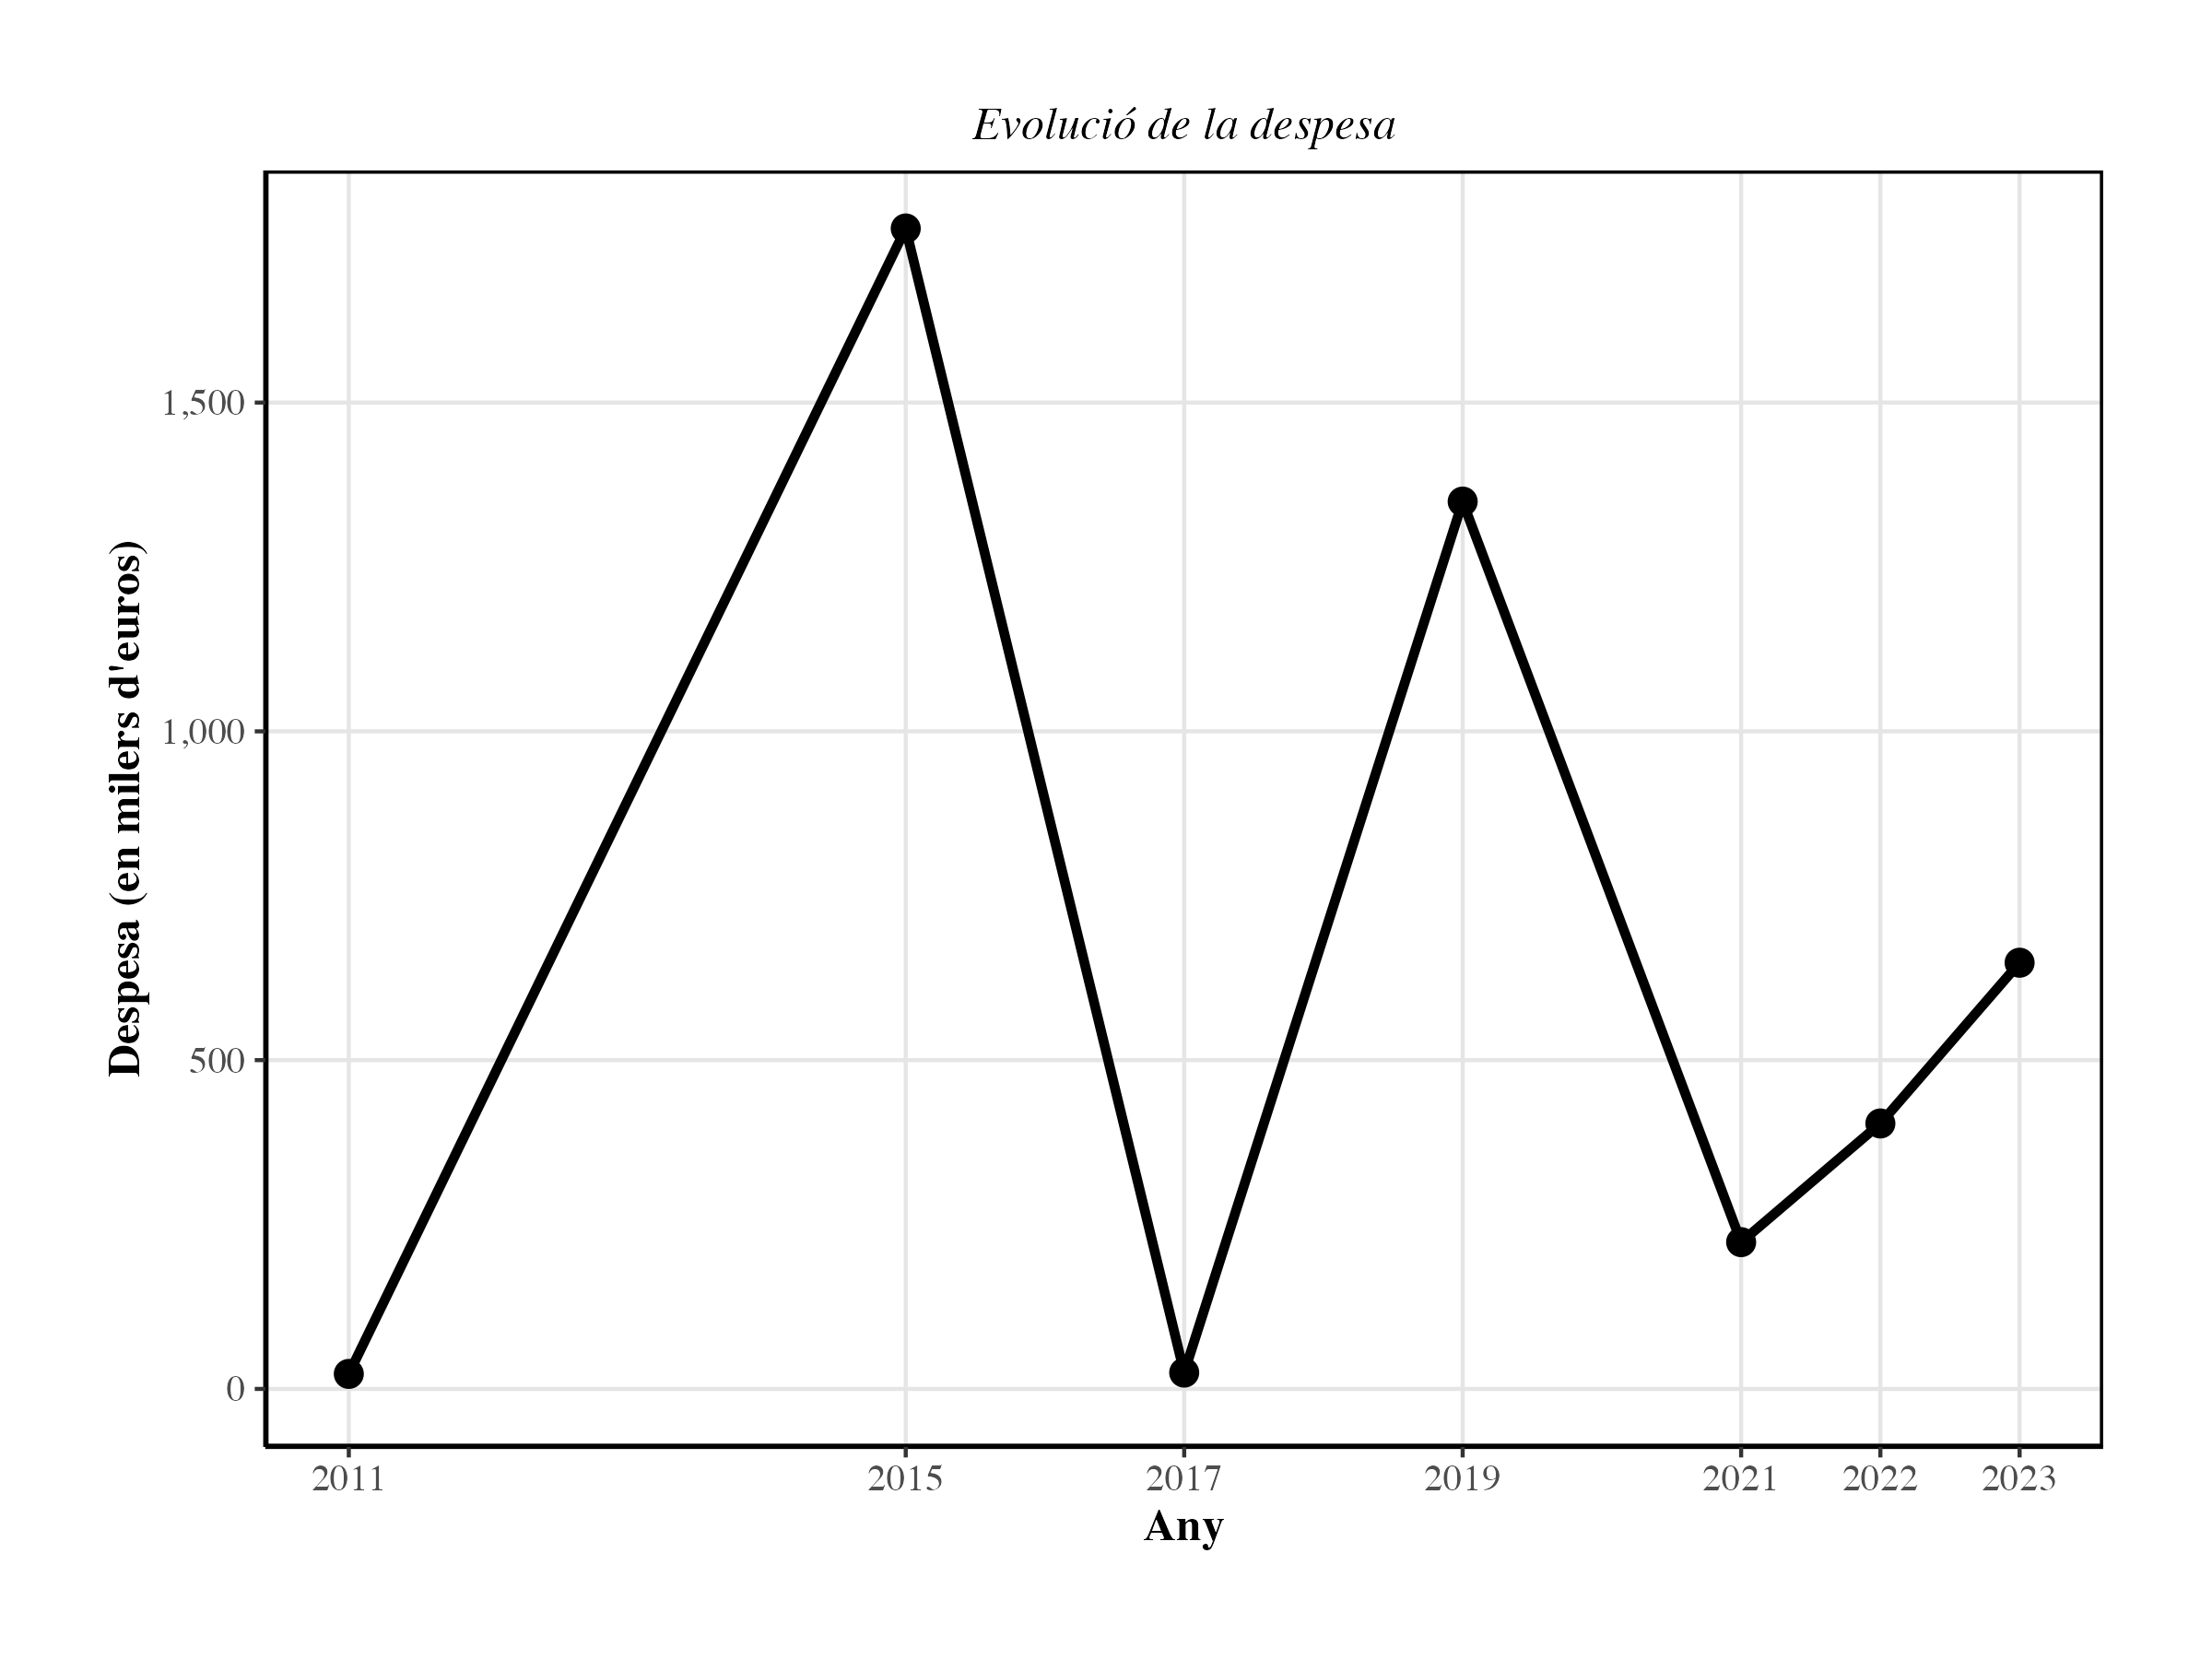 Evolució de la despesa
Despesa (en milers d'euros)
1,500
1,000
500
0
2011 2015 2017 2019 2021 2022 2023
Any